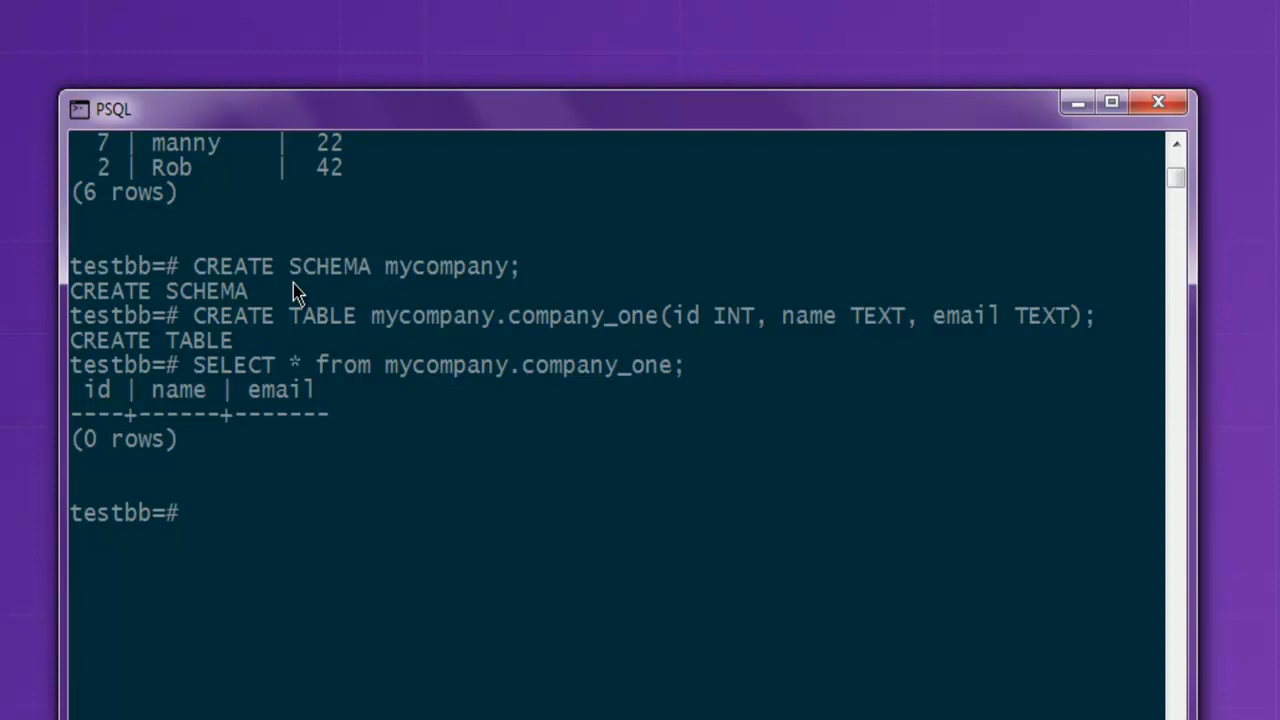 PSQL
7 | manny    |  22
2 | Rob      |  42
(6 rows)
testbb=# CREATE SCHEMA mycompany;
CREATE SCHEMA
testbb=# CREATE TABLE mycompany.company_one(id INT, name TEXT, email TEXT);
CREATE TABLE
testbb=# SELECT * from mycompany.company_one;
 id | name | email
----+------+-------
(0 rows)
testbb=#